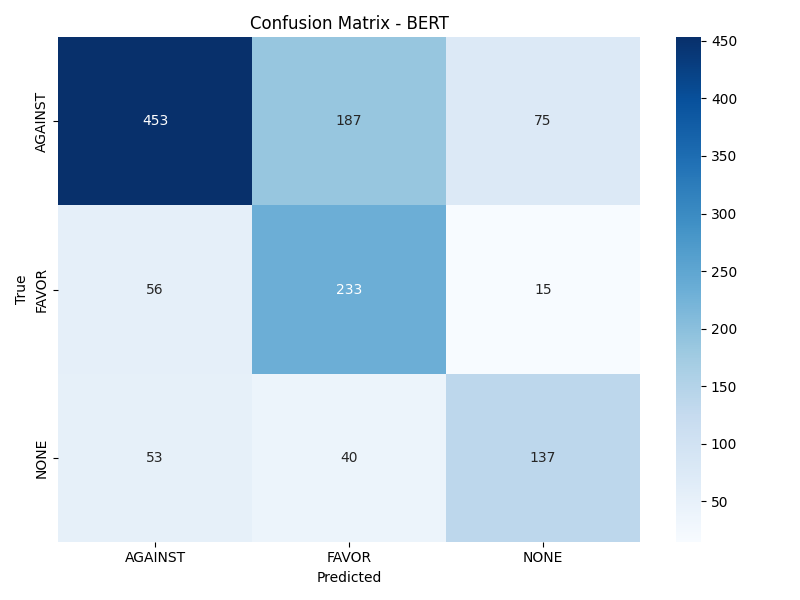 Confusion Matrix - BERT
AGAINST
453
187
75
True
FAVOR
56
233
15
NONE
53
40
137
AGAINST
FAVOR
NONE
Predicted
450
400
350
300
250
200
150
100
50